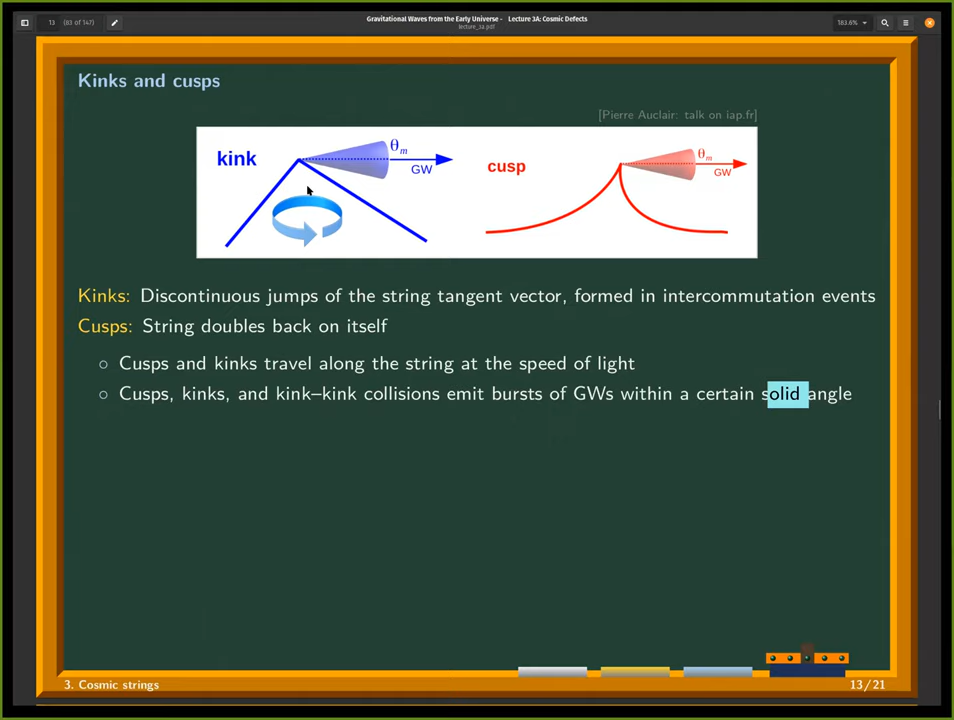 Gravitational Waves from the Early Universe - Lecture 3A: Cosmic Defects
lecture_3a.pdf
13 (83 of 147)
183.6%
Kinks and cusps
[Pierre Auclair: talk on iap.fr]
kink
θm
GW
cusp
θm
GW
Kinks: Discontinuous jumps of the string tangent vector, formed in intercommutation events
Cusps: String doubles back on itself
○ Cusps and kinks travel along the string at the speed of light
○ Cusps, kinks, and kink–kink collisions emit bursts of GWs within a certain solid angle
3. Cosmic strings
13/21